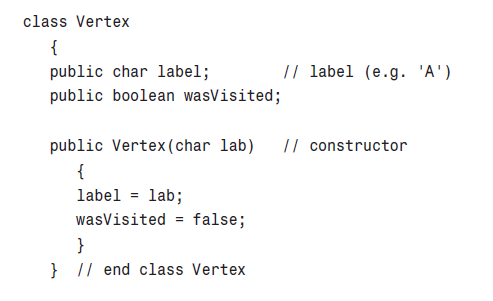 class Vertex
{
public char label;        // label (e.g. 'A')
public boolean wasVisited;
public Vertex(char lab)   // constructor
{
label = lab;
wasVisited = false;
}
}  // end class Vertex